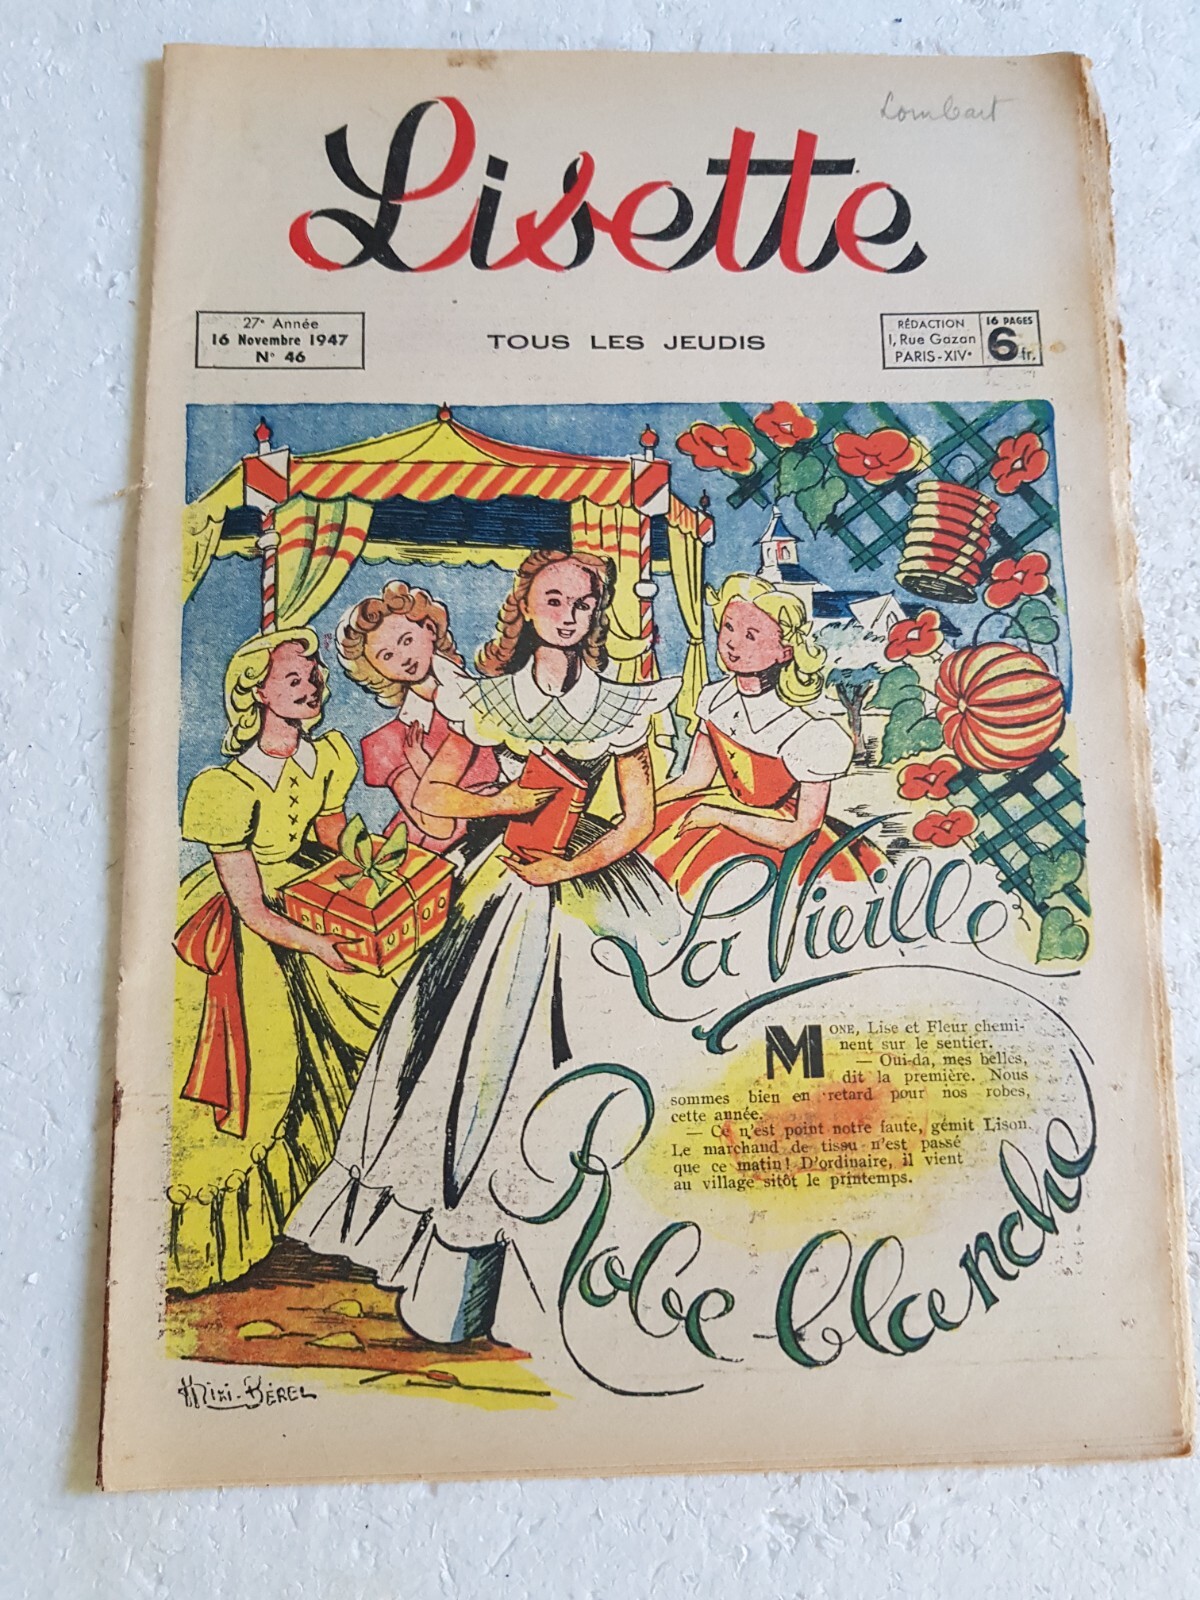 Lombart
Lisette
27e Année
16 Novembre 1947
N° 46
TOUS LES JEUDIS
RÉDACTION
1, Rue Gazan
PARIS-XIVe
16 PAGES
6 fr.
La Vieille
Robe blanche
MONE, Lise et Fleur chemi-
nent sur le sentier.
— Oui-da, mes belles,
dit la première. Nous
sommes bien en retard pour nos robes,
cette année.
— Ce n'est point notre faute, gémit Lison.
Le marchand de tissu n'est passé
que ce matin! D'ordinaire, il vient
au village sitôt le printemps.